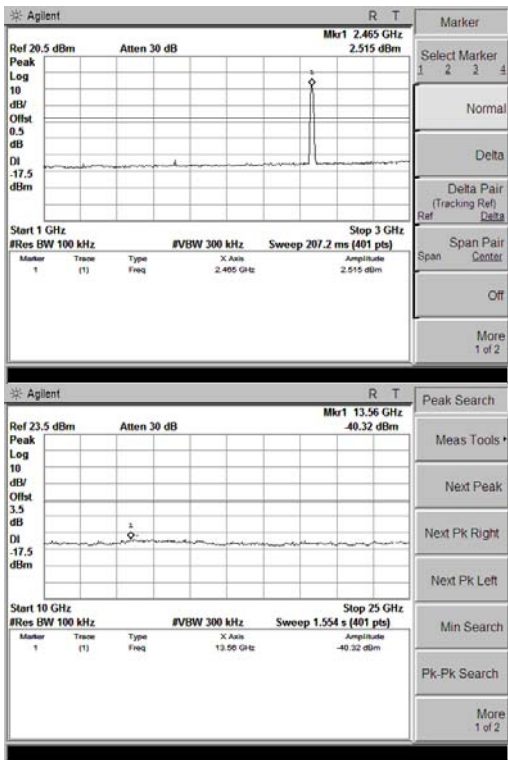 Agilent R T
Mkr1 2.465 GHz
Ref 20.5 dBm Atten 30 dB 2.515 dBm
Peak
Log
10
dB/
Offst
0.5
dB
DI
-17.5
dBm
1
Start 1 GHz Stop 3 GHz
#Res BW 100 kHz #VBW 300 kHz Sweep 207.2 ms (401 pts)
Marker Trace Type X Axis Amplitude
1 (1) Freq 2.465 GHz 2.515 dBm
Marker
Select Marker
1 2 3 4
Normal
Delta
Delta Pair
(Tracking Ref)
Ref Delta
Span Pair
Span Center
Off
More
1 of 2
Agilent R T
Mkr1 13.56 GHz
Ref 23.5 dBm Atten 30 dB -40.32 dBm
Peak
Log
10
dB/
Offst
3.5
dB
DI
-17.5
dBm
1
Start 10 GHz Stop 25 GHz
#Res BW 100 kHz #VBW 300 kHz Sweep 1.554 s (401 pts)
Marker Trace Type X Axis Amplitude
1 (1) Freq 13.56 GHz -40.32 dBm
Peak Search
Meas Tools
Next Peak
Next Pk Right
Next Pk Left
Min Search
Pk-Pk Search
More
1 of 2